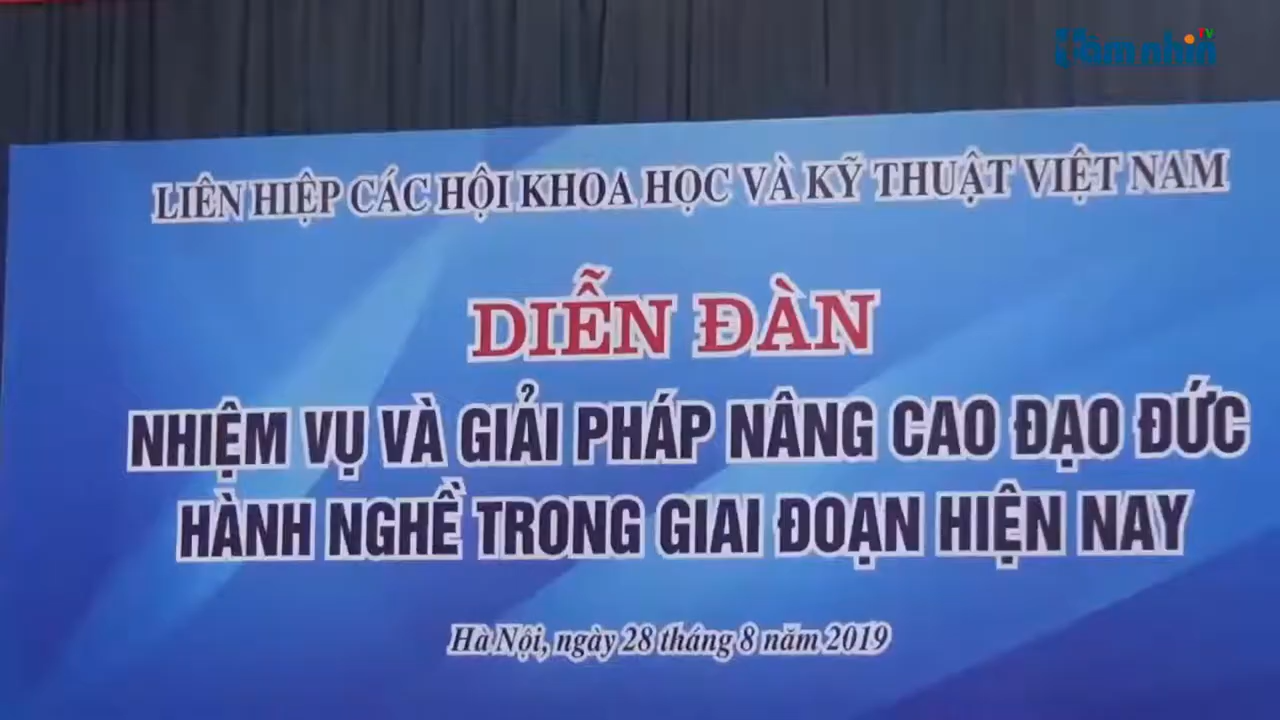 Tầm nhìn TV
LIÊN HIỆP CÁC HỘI KHOA HỌC VÀ KỸ THUẬT VIỆT NAM
DIỄN ĐÀN
NHIỆM VỤ VÀ GIẢI PHÁP NÂNG CAO ĐẠO ĐỨC
HÀNH NGHỀ TRONG GIAI ĐOẠN HIỆN NAY
Hà Nội, ngày 28 tháng 8 năm 2019